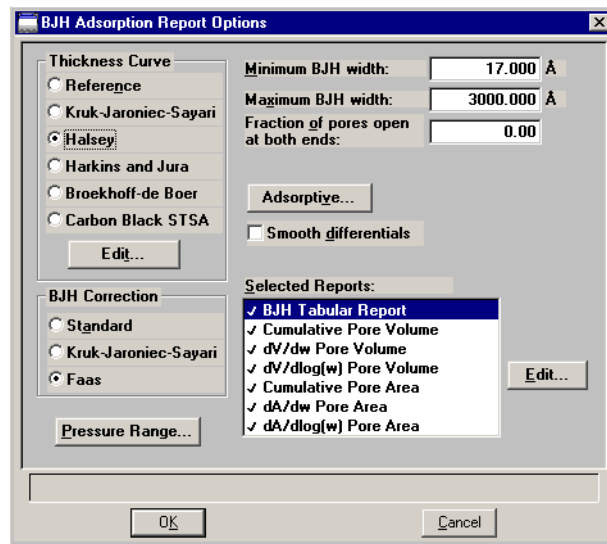 BJH Adsorption Report Options
Thickness Curve
Reference
Kruk-Jaroniec-Sayari
Halsey
Harkins and Jura
Broekhoff-de Boer
Carbon Black STSA
Edit...
BJH Correction
Standard
Kruk-Jaroniec-Sayari
Faas
Pressure Range...
Minimum BJH width: 17.000 Å
Maximum BJH width: 3000.000 Å
Fraction of pores open
at both ends: 0.00
Adsorptive...
Smooth differentials
Selected Reports:
✓ BJH Tabular Report
✓ Cumulative Pore Volume
✓ dV/dw Pore Volume
✓ dV/dlog(w) Pore Volume
✓ Cumulative Pore Area
✓ dA/dw Pore Area
✓ dA/dlog(w) Pore Area
Edit...
OK
Cancel